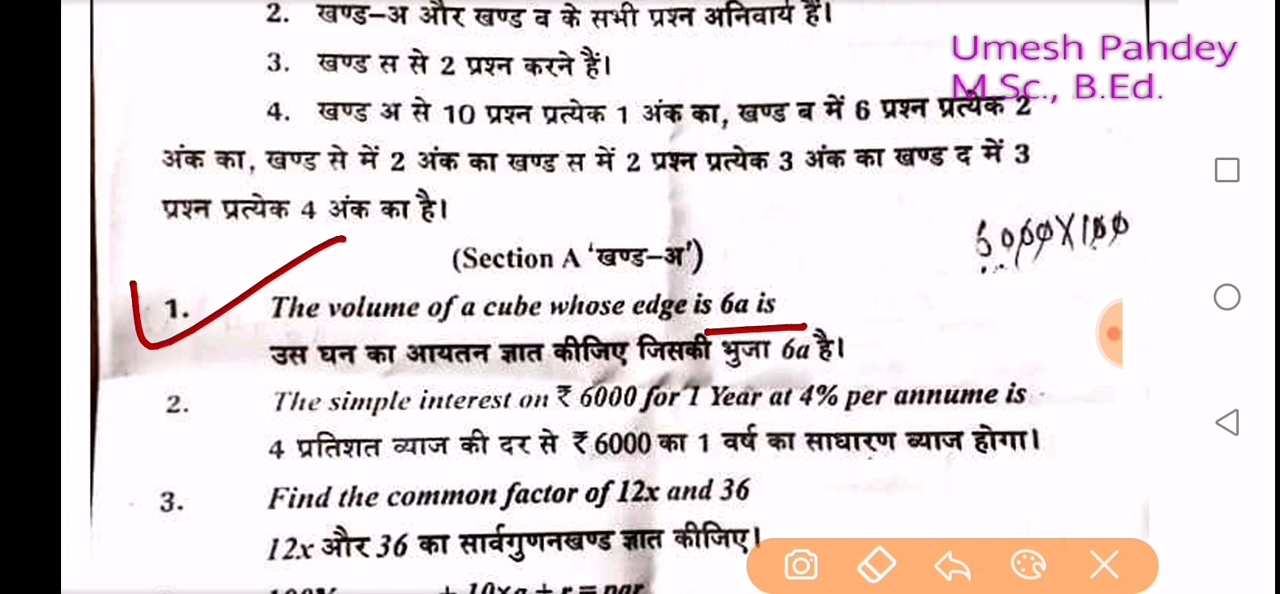 2. खण्ड–अ और खण्ड ब के सभी प्रश्न अनिवार्य हैं।
Umesh Pandey
3. खण्ड स से 2 प्रश्न करने हैं।
M.Sc., B.Ed.
4. खण्ड अ से 10 प्रश्न प्रत्येक 1 अंक का, खण्ड ब में 6 प्रश्न प्रत्येक 2
अंक का, खण्ड से में 2 अंक का खण्ड स में 2 प्रश्न प्रत्येक 3 अंक का खण्ड द में 3
प्रश्न प्रत्येक 4 अंक का है।
(Section A 'खण्ड–अ')
1. The volume of a cube whose edge is 6a is
उस घन का आयतन ज्ञात कीजिए जिसकी भुजा 6a है।
2. The simple interest on ₹ 6000 for 1 Year at 4% per annume is
4 प्रतिशत व्याज की दर से ₹ 6000 का 1 वर्ष का साधारण व्याज होगा।
3. Find the common factor of 12x and 36
12x और 36 का सार्वगुणनखण्ड ज्ञात कीजिए।